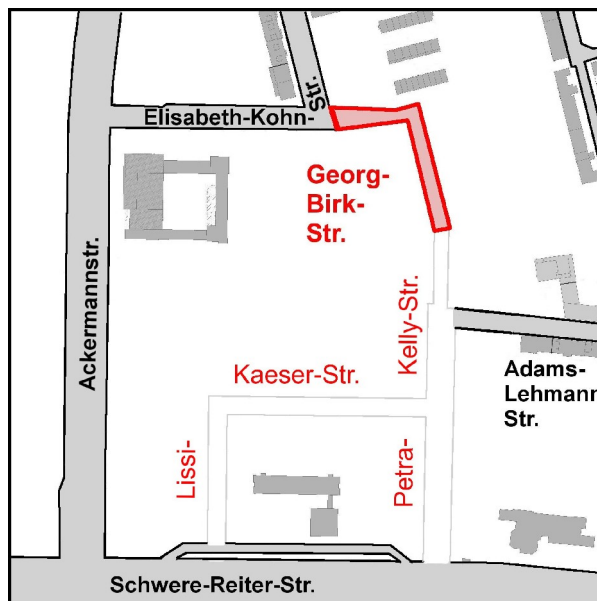 Elisabeth-Kohn-
Str.
Georg-
Birk-
Str.
Ackermannstr.
Kaeser-Str.
Lissi-
Kelly-Str.
Petra-
Adams-
Lehmann
Str.
Schwere-Reiter-Str.